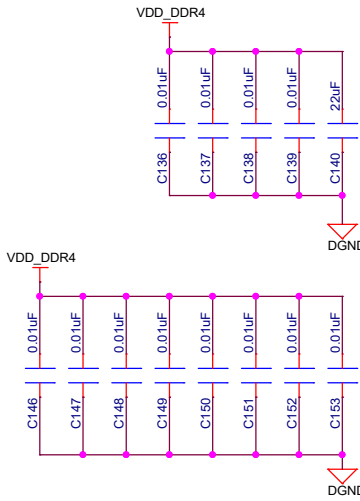 VDD_DDR4
0.01uF
0.01uF
0.01uF
0.01uF
22uF
C136
C137
C138
C139
C140
DGND
VDD_DDR4
0.01uF
0.01uF
0.01uF
0.01uF
0.01uF
0.01uF
0.01uF
0.01uF
C146
C147
C148
C149
C150
C151
C152
C153
DGND